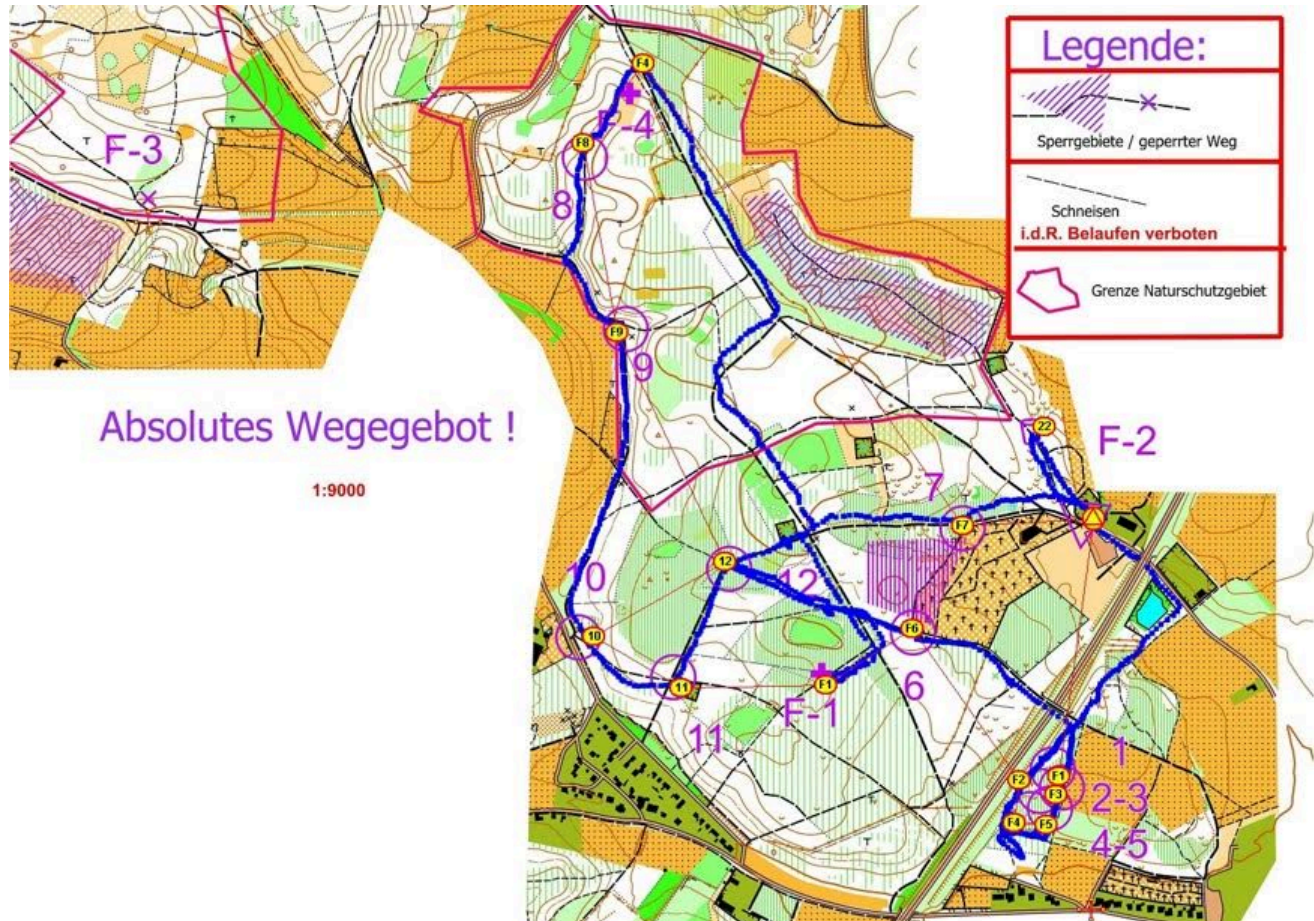 Legende:
Sperrgebiete / geperrter Weg
Schneisen
i.d.R. Belaufen verboten
Grenze Naturschutzgebiet
F4
F-4
F8
8
F-3
F9
9
Absolutes Wegegebot !
1:9000
22
F-2
7
F7
12
12
10
10
F6
6
11
F1
F-1
11
1
F2
F1
F3
2-3
F4
F5
4-5